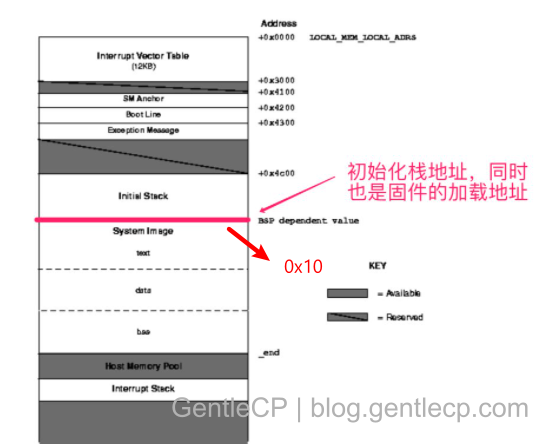 Address
+0x0000 LOCAL_MEM_LOCAL_ADRS
Interrupt Vector Table
(12KB)
+0x3000
+0x4100
SM Anchor
+0x4200
Boot Line
+0x4300
Exception Message
+0x4c00
初始化栈地址，同时
也是固件的加载地址
Initial Stack
BSP dependent value
System Image
text
0x10
KEY
data
= Available
= Reserved
bss
_end
Host Memory Pool
Interrupt Stack
GentleCP | blog.gentlecp.com